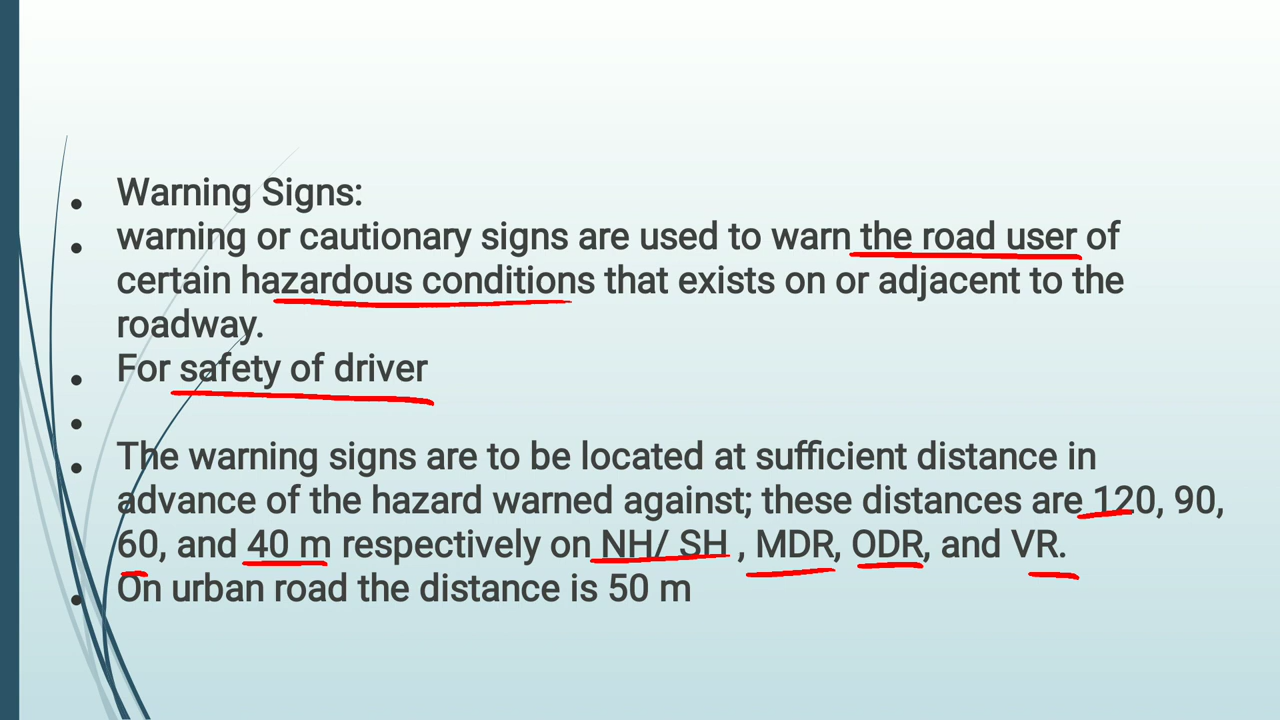 Warning Signs:
warning or cautionary signs are used to warn the road user of
certain hazardous conditions that exists on or adjacent to the
roadway.
For safety of driver
The warning signs are to be located at sufficient distance in
advance of the hazard warned against; these distances are 120, 90,
60, and 40 m respectively on NH/ SH , MDR, ODR, and VR.
On urban road the distance is 50 m